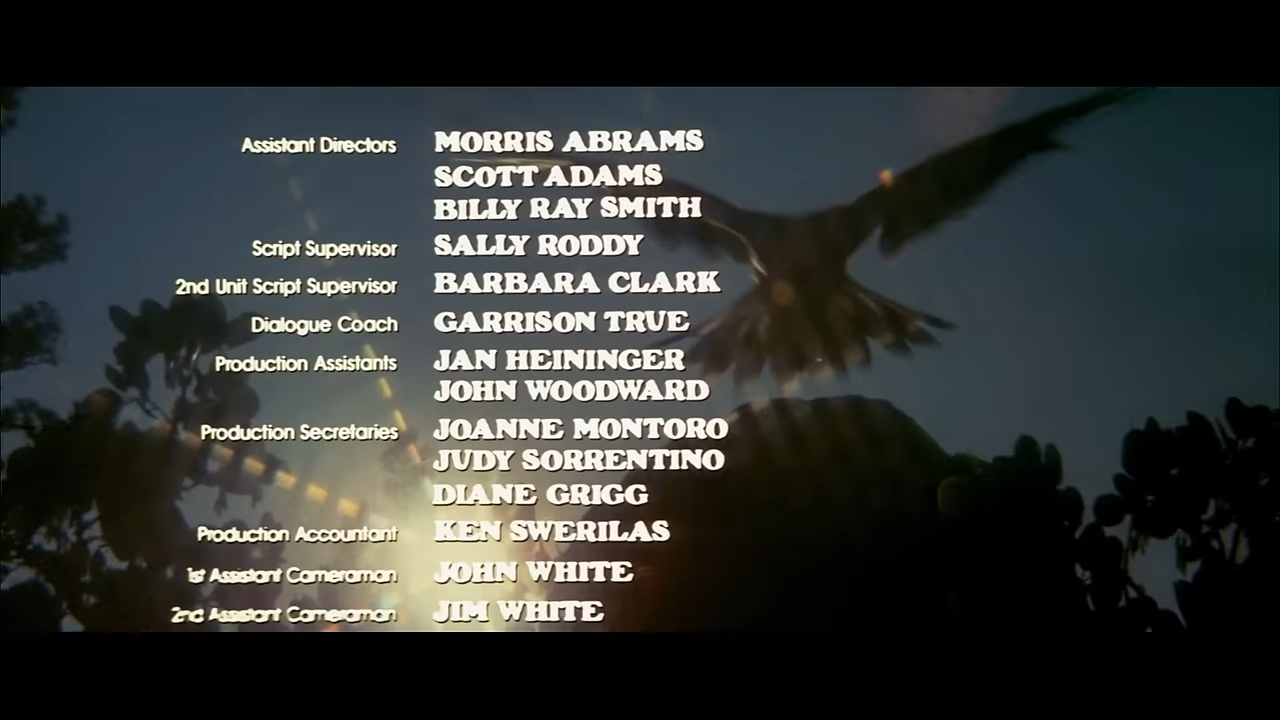 Assistant Directors MORRIS ABRAMS
SCOTT ADAMS
BILLY RAY SMITH
Script Supervisor SALLY RODDY
2nd Unit Script Supervisor BARBARA CLARK
Dialogue Coach GARRISON TRUE
Production Assistants JAN HEININGER
JOHN WOODWARD
Production Secretaries JOANNE MONTORO
JUDY SORRENTINO
DIANE GRIGG
Production Accountant KEN SWERILAS
1st Assistant Cameraman JOHN WHITE
2nd Assistant Cameraman JIM WHITE